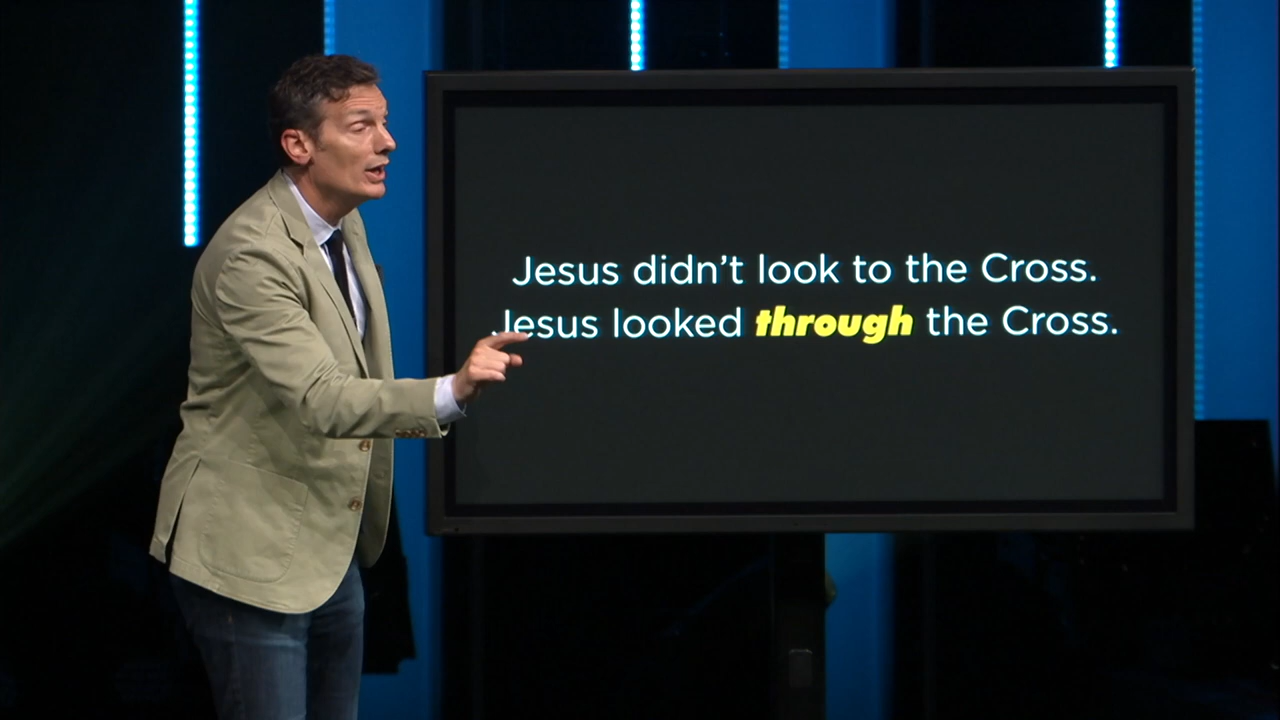 Jesus didn’t look to the Cross.
Jesus looked through the Cross.